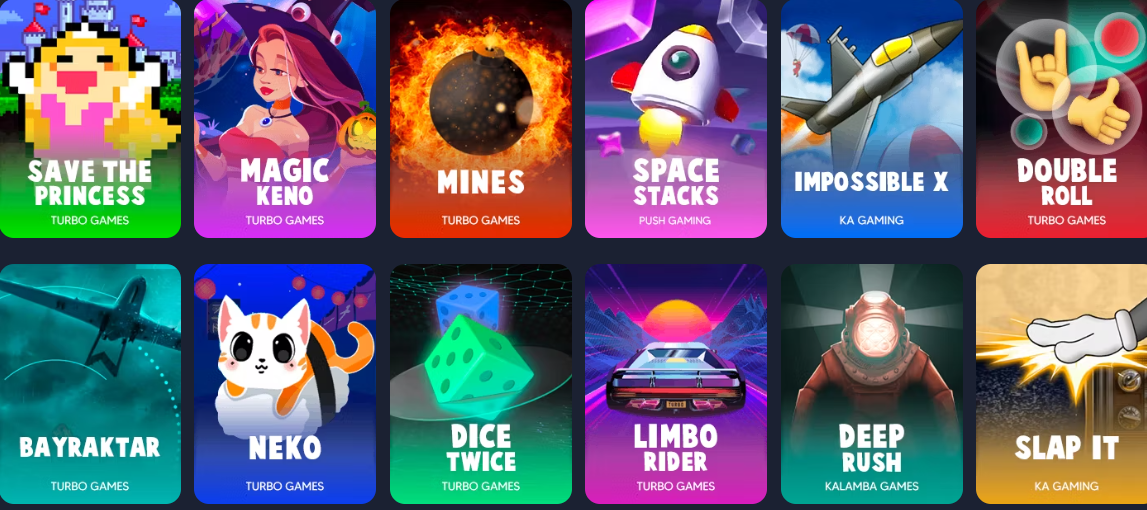 SAVE THE
PRINCESS
TURBO GAMES
MAGIC
KENO
TURBO GAMES
MINES
TURBO GAMES
SPACE
STACKS
PUSH GAMING
IMPOSSIBLE X
KA GAMING
DOUBLE
ROLL
TURBO GAMES
BAYRAKTAR
TURBO GAMES
NEKO
TURBO GAMES
DICE
TWICE
TURBO GAMES
TURBO
LIMBO
RIDER
TURBO GAMES
DEEP
RUSH
KALAMBA GAMES
SLAP IT
KA GAMING